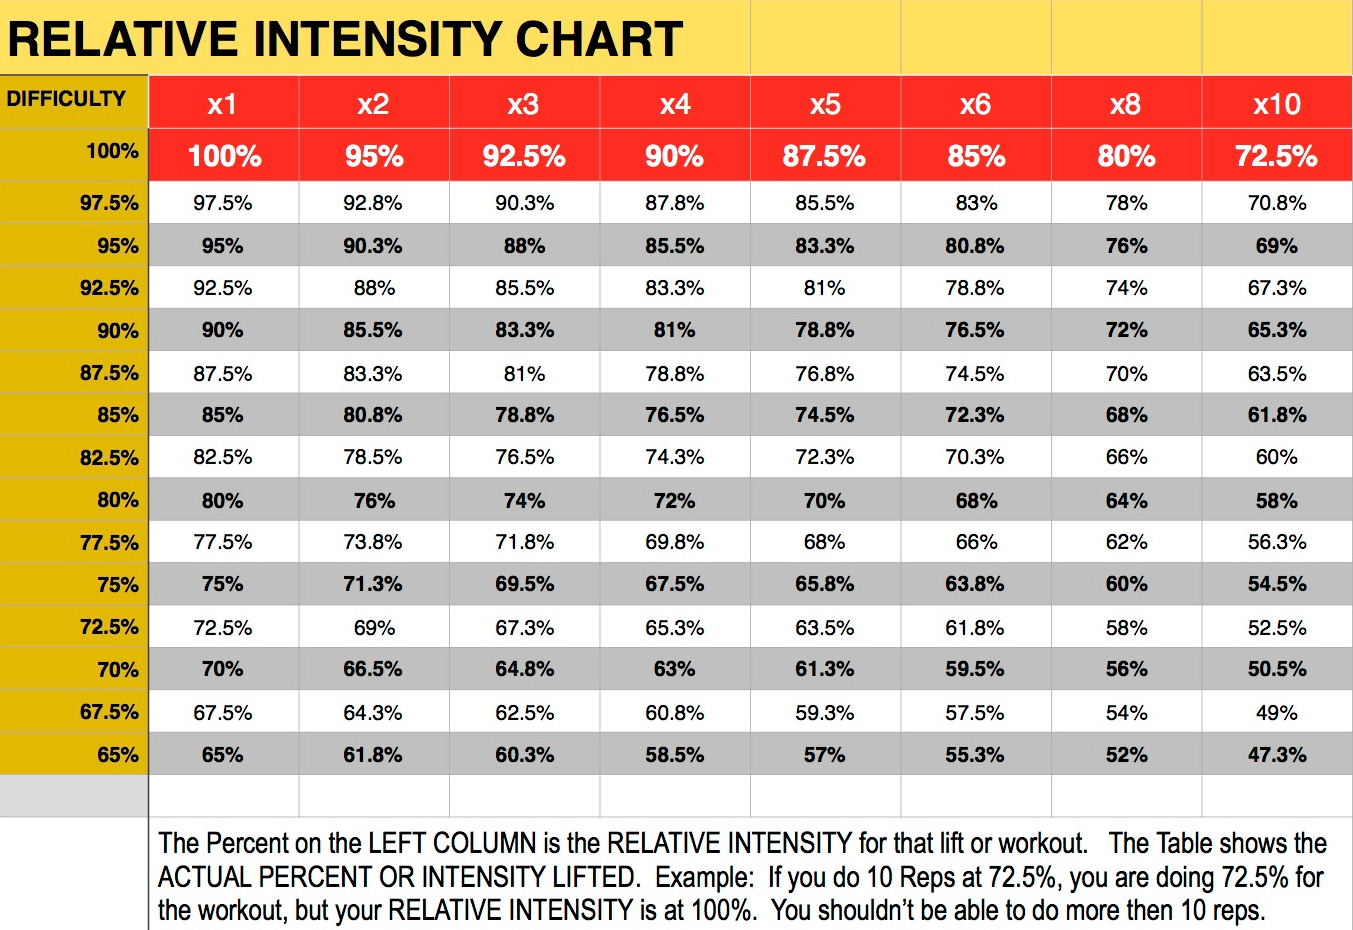 RELATIVE INTENSITY CHART
DIFFICULTY x1 x2 x3 x4 x5 x6 x8 x10
100% 100% 95% 92.5% 90% 87.5% 85% 80% 72.5%
97.5% 97.5% 92.8% 90.3% 87.8% 85.5% 83% 78% 70.8%
95% 95% 90.3% 88% 85.5% 83.3% 80.8% 76% 69%
92.5% 92.5% 88% 85.5% 83.3% 81% 78.8% 74% 67.3%
90% 90% 85.5% 83.3% 81% 78.8% 76.5% 72% 65.3%
87.5% 87.5% 83.3% 81% 78.8% 76.8% 74.5% 70% 63.5%
85% 85% 80.8% 78.8% 76.5% 74.5% 72.3% 68% 61.8%
82.5% 82.5% 78.5% 76.5% 74.3% 72.3% 70.3% 66% 60%
80% 80% 76% 74% 72% 70% 68% 64% 58%
77.5% 77.5% 73.8% 71.8% 69.8% 68% 66% 62% 56.3%
75% 75% 71.3% 69.5% 67.5% 65.8% 63.8% 60% 54.5%
72.5% 72.5% 69% 67.3% 65.3% 63.5% 61.8% 58% 52.5%
70% 70% 66.5% 64.8% 63% 61.3% 59.5% 56% 50.5%
67.5% 67.5% 64.3% 62.5% 60.8% 59.3% 57.5% 54% 49%
65% 65% 61.8% 60.3% 58.5% 57% 55.3% 52% 47.3%
The Percent on the LEFT COLUMN is the RELATIVE INTENSITY for that lift or workout. The Table shows the
ACTUAL PERCENT OR INTENSITY LIFTED. Example: If you do 10 Reps at 72.5%, you are doing 72.5% for
the workout, but your RELATIVE INTENSITY is at 100%. You shouldn't be able to do more then 10 reps.